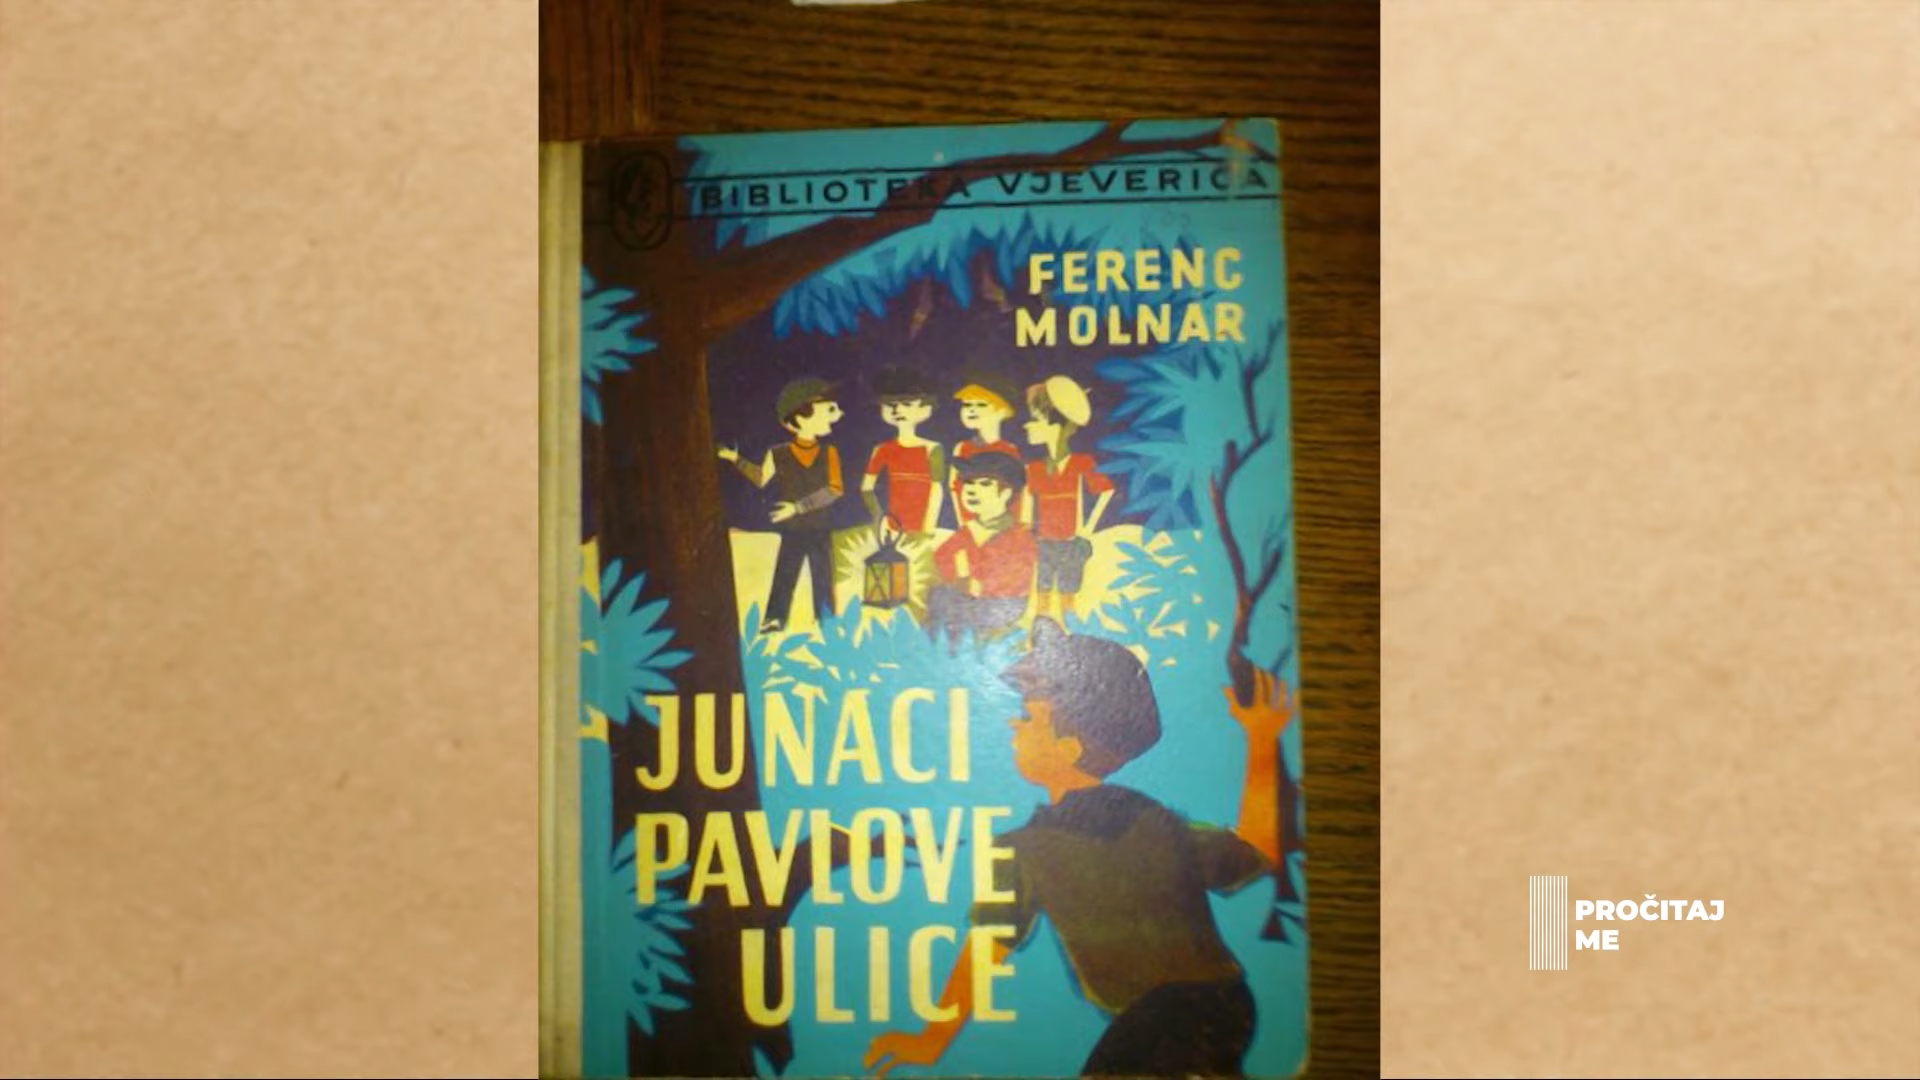 BIBLIOTEKA VJEVERICA
FERENC
MOLNAR
JUNACI
PAVLOVE
ULICE
PROČITAJ
ME